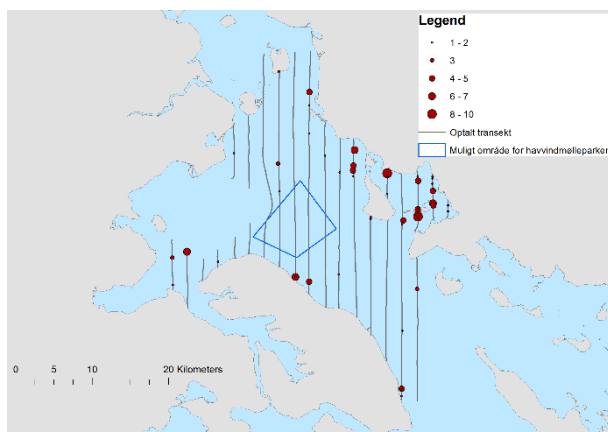 Legend
1 - 2
3
4 - 5
6 - 7
8 - 10
Optalt transekt
Muligt område for havvindmølleparker
0 5 10 20 Kilometers